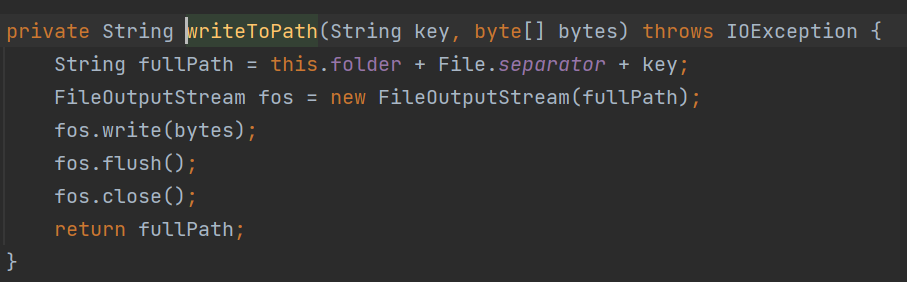 private String writeToPath(String key, byte[] bytes) throws IOException {
    String fullPath = this.folder + File.separator + key;
    FileOutputStream fos = new FileOutputStream(fullPath);
    fos.write(bytes);
    fos.flush();
    fos.close();
    return fullPath;
}